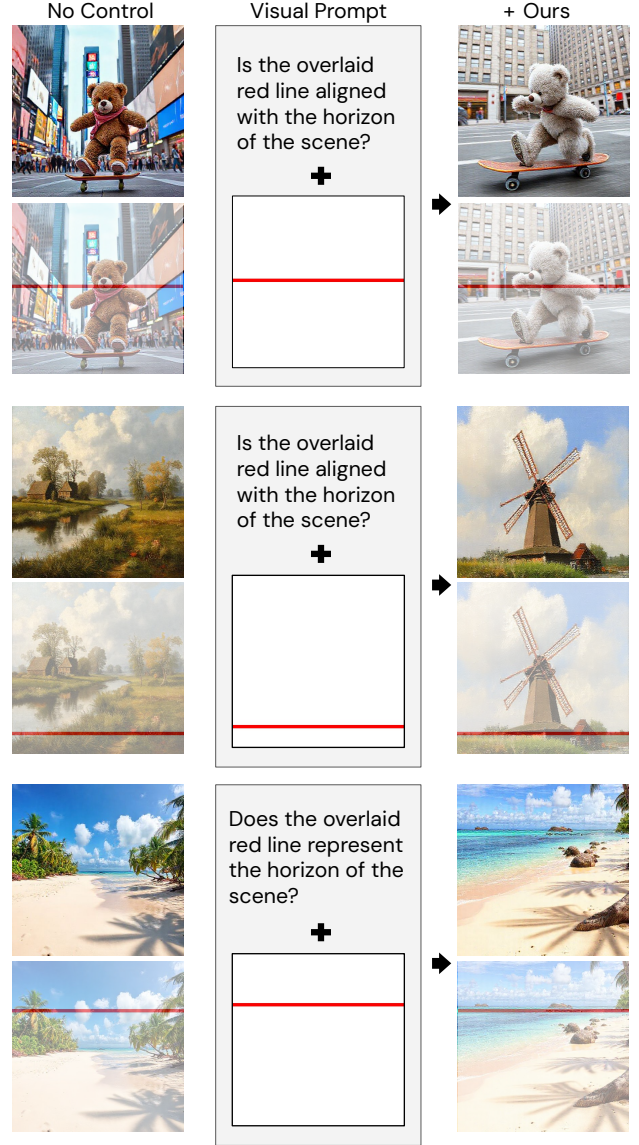 No Control
Visual Prompt
+ Ours
Is the overlaid
red line aligned
with the horizon
of the scene?
+
Is the overlaid
red line aligned
with the horizon
of the scene?
+
Does the overlaid
red line represent
the horizon of the
scene?
+